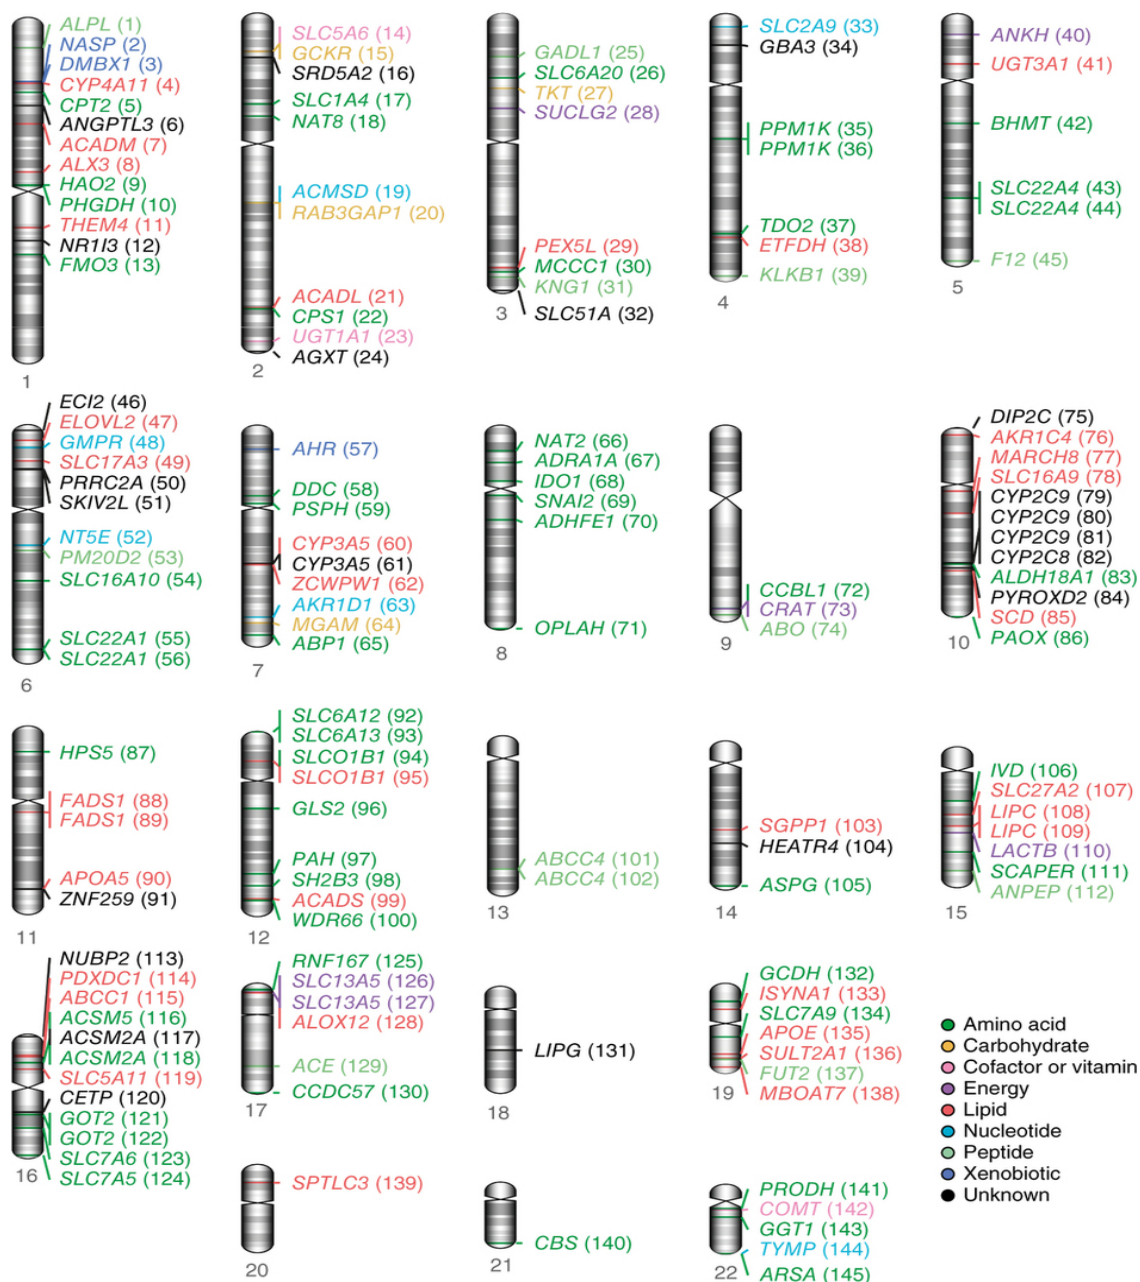 ALPL (1)
NASP (2)
DMBX1 (3)
CYP4A11 (4)
CPT2 (5)
ANGPTL3 (6)
ACADM (7)
ALX3 (8)
HAO2 (9)
PHGDH (10)
THEM4 (11)
NR1I3 (12)
FMO3 (13)
1
SLC5A6 (14)
GCKR (15)
SRD5A2 (16)
SLC1A4 (17)
NAT8 (18)
ACMSD (19)
RAB3GAP1 (20)
ACADL (21)
CPS1 (22)
UGT1A1 (23)
AGXT (24)
2
GADL1 (25)
SLC6A20 (26)
TKT (27)
SUCLG2 (28)
PEX5L (29)
MCCC1 (30)
KNG1 (31)
SLC51A (32)
3
SLC2A9 (33)
GBA3 (34)
PPM1K (35)
PPM1K (36)
TDO2 (37)
ETFDH (38)
KLKB1 (39)
4
ANKH (40)
UGT3A1 (41)
BHMT (42)
SLC22A4 (43)
SLC22A4 (44)
F12 (45)
5
ECI2 (46)
ELOVL2 (47)
GMPR (48)
SLC17A3 (49)
PRRC2A (50)
SKIV2L (51)
NT5E (52)
PM20D2 (53)
SLC16A10 (54)
SLC22A1 (55)
SLC22A1 (56)
6
AHR (57)
DDC (58)
PSPH (59)
CYP3A5 (60)
CYP3A5 (61)
ZCWPW1 (62)
AKR1D1 (63)
MGAM (64)
ABP1 (65)
7
NAT2 (66)
ADRA1A (67)
IDO1 (68)
SNAI2 (69)
ADHFE1 (70)
OPLAH (71)
8
CCBL1 (72)
CRAT (73)
ABO (74)
9
DIP2C (75)
AKR1C4 (76)
MARCH8 (77)
SLC16A9 (78)
CYP2C9 (79)
CYP2C9 (80)
CYP2C9 (81)
CYP2C8 (82)
ALDH18A1 (83)
PYROXD2 (84)
SCD (85)
PAOX (86)
10
HPS5 (87)
FADS1 (88)
FADS1 (89)
APOA5 (90)
ZNF259 (91)
11
SLC6A12 (92)
SLC6A13 (93)
SLCO1B1 (94)
SLCO1B1 (95)
GLS2 (96)
PAH (97)
SH2B3 (98)
ACADS (99)
WDR66 (100)
12
ABCC4 (101)
ABCC4 (102)
13
SGPP1 (103)
HEATR4 (104)
ASPG (105)
14
IVD (106)
SLC27A2 (107)
LIPC (108)
LIPC (109)
LACTB (110)
SCAPER (111)
ANPEP (112)
15
NUBP2 (113)
PDXDC1 (114)
ABCC1 (115)
ACSM5 (116)
ACSM2A (117)
ACSM2A (118)
SLC5A11 (119)
CETP (120)
GOT2 (121)
GOT2 (122)
SLC7A6 (123)
SLC7A5 (124)
16
RNF167 (125)
SLC13A5 (126)
SLC13A5 (127)
ALOX12 (128)
ACE (129)
CCDC57 (130)
17
LIPG (131)
18
GCDH (132)
ISYNA1 (133)
SLC7A9 (134)
APOE (135)
SULT2A1 (136)
FUT2 (137)
MBOAT7 (138)
19
SPTLC3 (139)
20
CBS (140)
21
PRODH (141)
COMT (142)
GGT1 (143)
TYMP (144)
ARSA (145)
22
Amino acid
Carbohydrate
Cofactor or vitamin
Energy
Lipid
Nucleotide
Peptide
Xenobiotic
Unknown